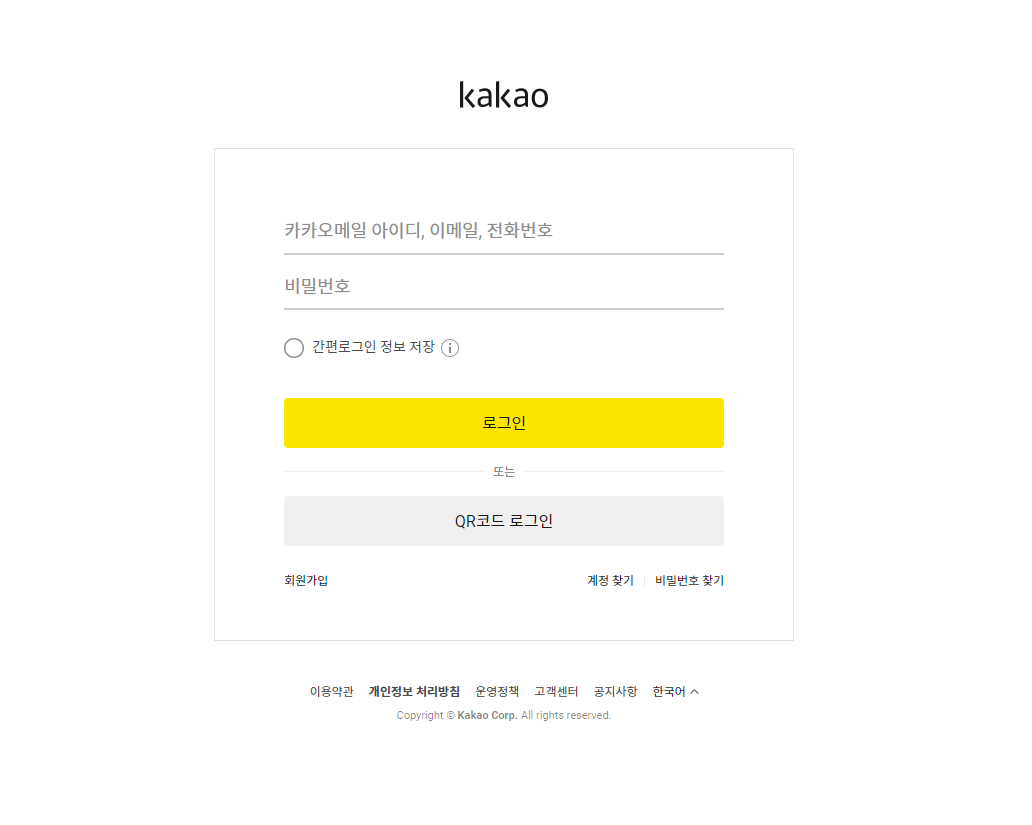 kakao
카카오메일 아이디, 이메일, 전화번호
비밀번호
간편로그인 정보 저장
로그인
또는
QR코드 로그인
회원가입 계정 찾기 비밀번호 찾기
이용약관 개인정보 처리방침 운영정책 고객센터 공지사항 한국어
Copyright © Kakao Corp. All rights reserved.